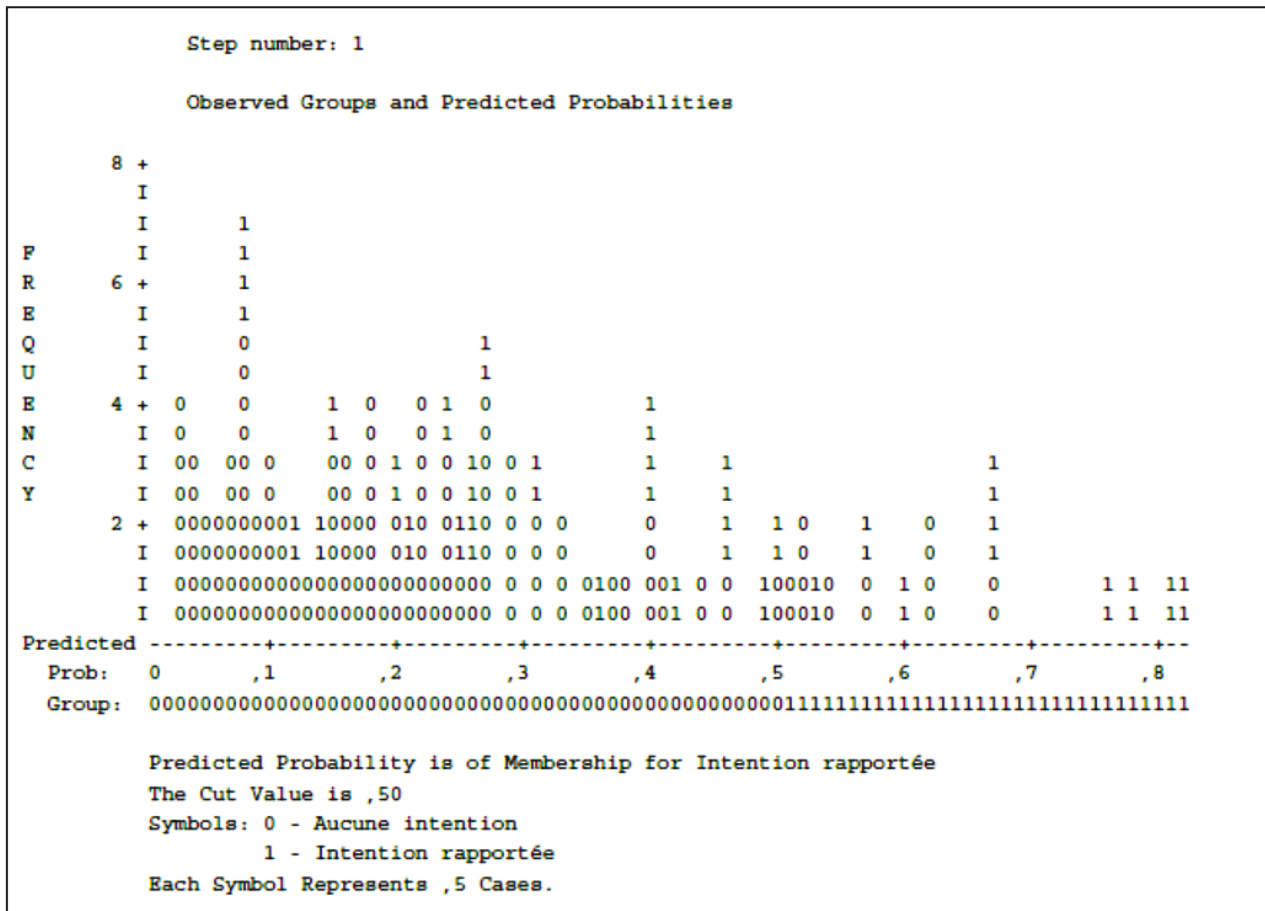 Step number: 1
Observed Groups and Predicted Probabilities
      8 +
        I
        I       1
F       I       1
R     6 +       1
E       I       1
Q       I       0                  1
U       I       0                  1
E     4 +  0    0      1  0   0 1  0            1
N       I  0    0      1  0   0 1  0            1
C       I  00  00 0    00 0 1 0 0 10 0 1        1     1                    1
Y       I  00  00 0    00 0 1 0 0 10 0 1        1     1                    1
      2 +  0000000001 10000 010 0110 0 0 0      0     1   1 0    1    0    1
        I  0000000001 10000 010 0110 0 0 0      0     1   1 0    1    0    1
        I  0000000000000000000000000 0 0 0 0100 001 0 0  100010  0  1 0    0        1 1  11
        I  0000000000000000000000000 0 0 0 0100 001 0 0  100010  0  1 0    0        1 1  11
Predicted ---------+---------+---------+---------+---------+---------+---------+---------+--
  Prob:   0       ,1        ,2        ,3        ,4        ,5        ,6        ,7        ,8
  Group:  0000000000000000000000000000000000000000000000000011111111111111111111111111111111
Predicted Probability is of Membership for Intention rapportée
The Cut Value is ,50
Symbols: 0 - Aucune intention
1 - Intention rapportée
Each Symbol Represents ,5 Cases.